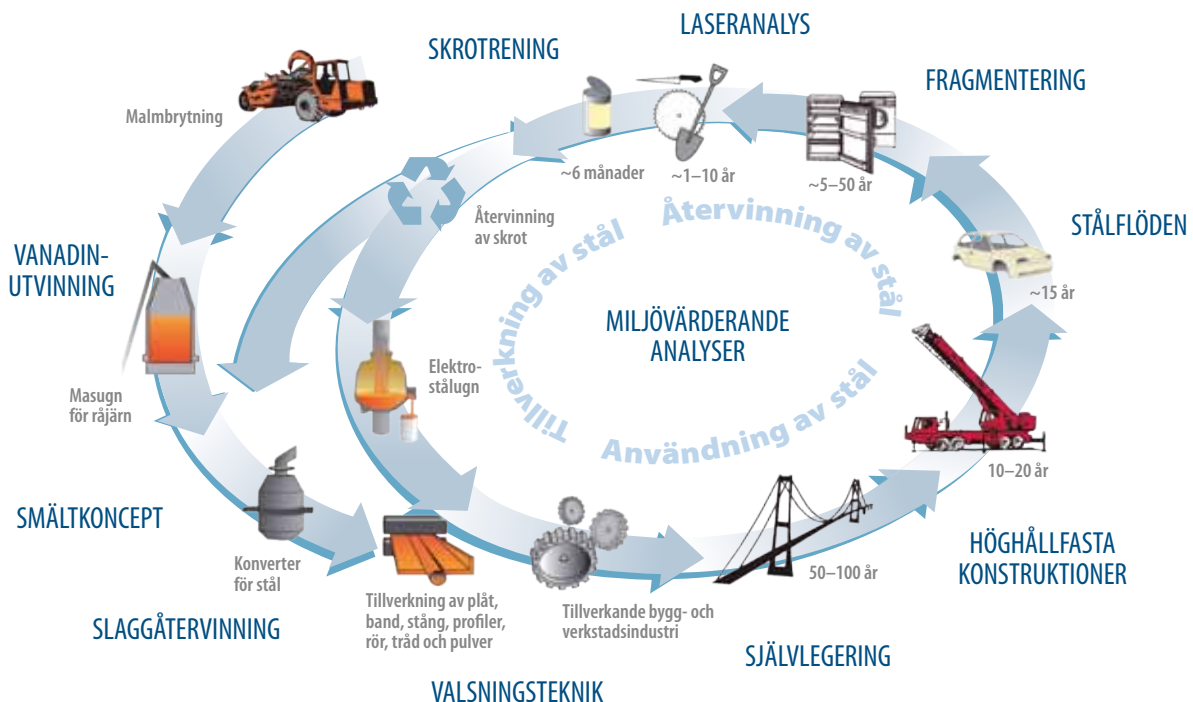 LASERANALYS
SKROTRENING
FRAGMENTERING
Malmbrytning
~6 månader
~1–10 år
~5–50 år
Återvinning
av skrot
Återvinning av stål
STÅLFLÖDEN
~15 år
VANADIN-
UTVINNING
Tillverkning av stål
MILJÖVÄRDERANDE
ANALYSER
Masugn
för råjärn
Elektro-
stålugn
Användning av stål
10–20 år
SMÄLTKONCEPT
Konverter
för stål
50–100 år
HÖGHÅLLFASTA
KONSTRUKTIONER
SLAGGÅTERVINNING
Tillverkning av plåt,
band, stång, profiler,
rör, tråd och pulver
Tillverkande bygg- och
verkstadsindustri
SJÄLVLEGERING
VALSNINGSTEKNIK